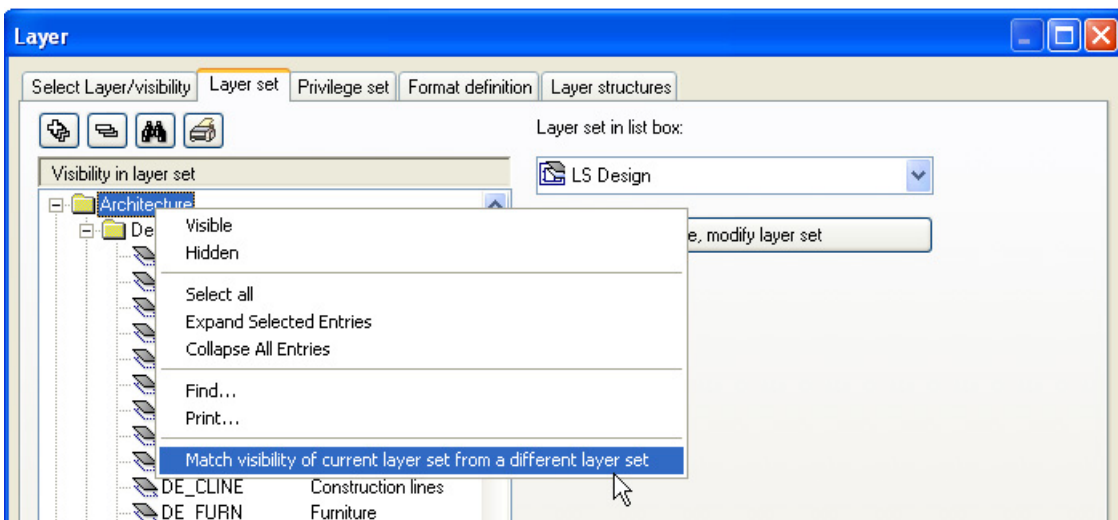 Layer
Select Layer/visibility Layer set Privilege set Format definition Layer structures
Layer set in list box:
Visibility in layer set
LS Design
Architecture
De
modify layer set
Visible
Hidden
Select all
Expand Selected Entries
Collapse All Entries
Find...
Print...
Match visibility of current layer set from a different layer set
DE_CLINE Construction lines
DE_FURN Furniture